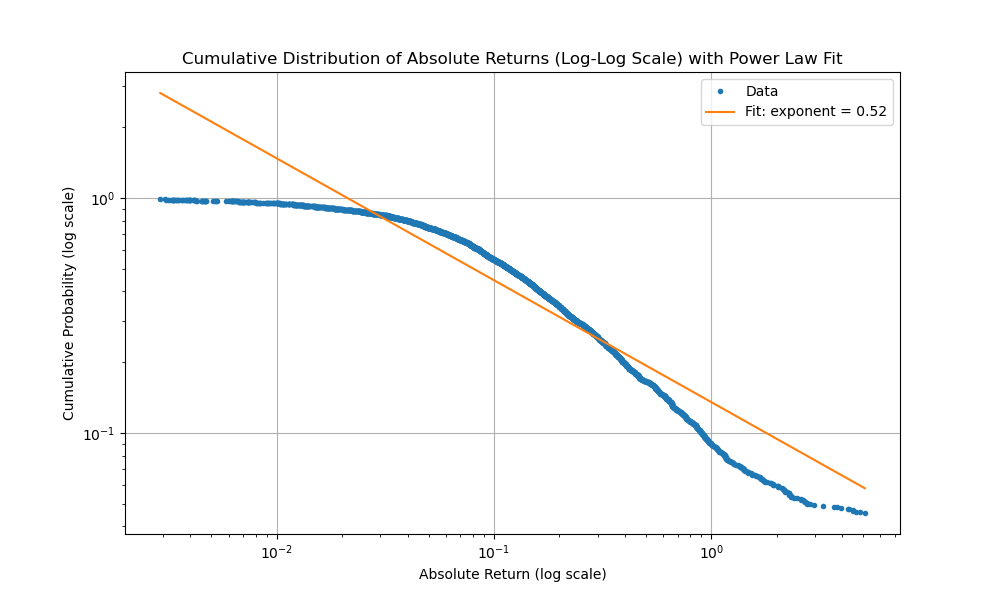 Cumulative Distribution of Absolute Returns (Log-Log Scale) with Power Law Fit
Data
Fit: exponent = 0.52
Cumulative Probability (log scale)
10⁰
10⁻¹
10⁻²
10⁻¹
10⁰
Absolute Return (log scale)